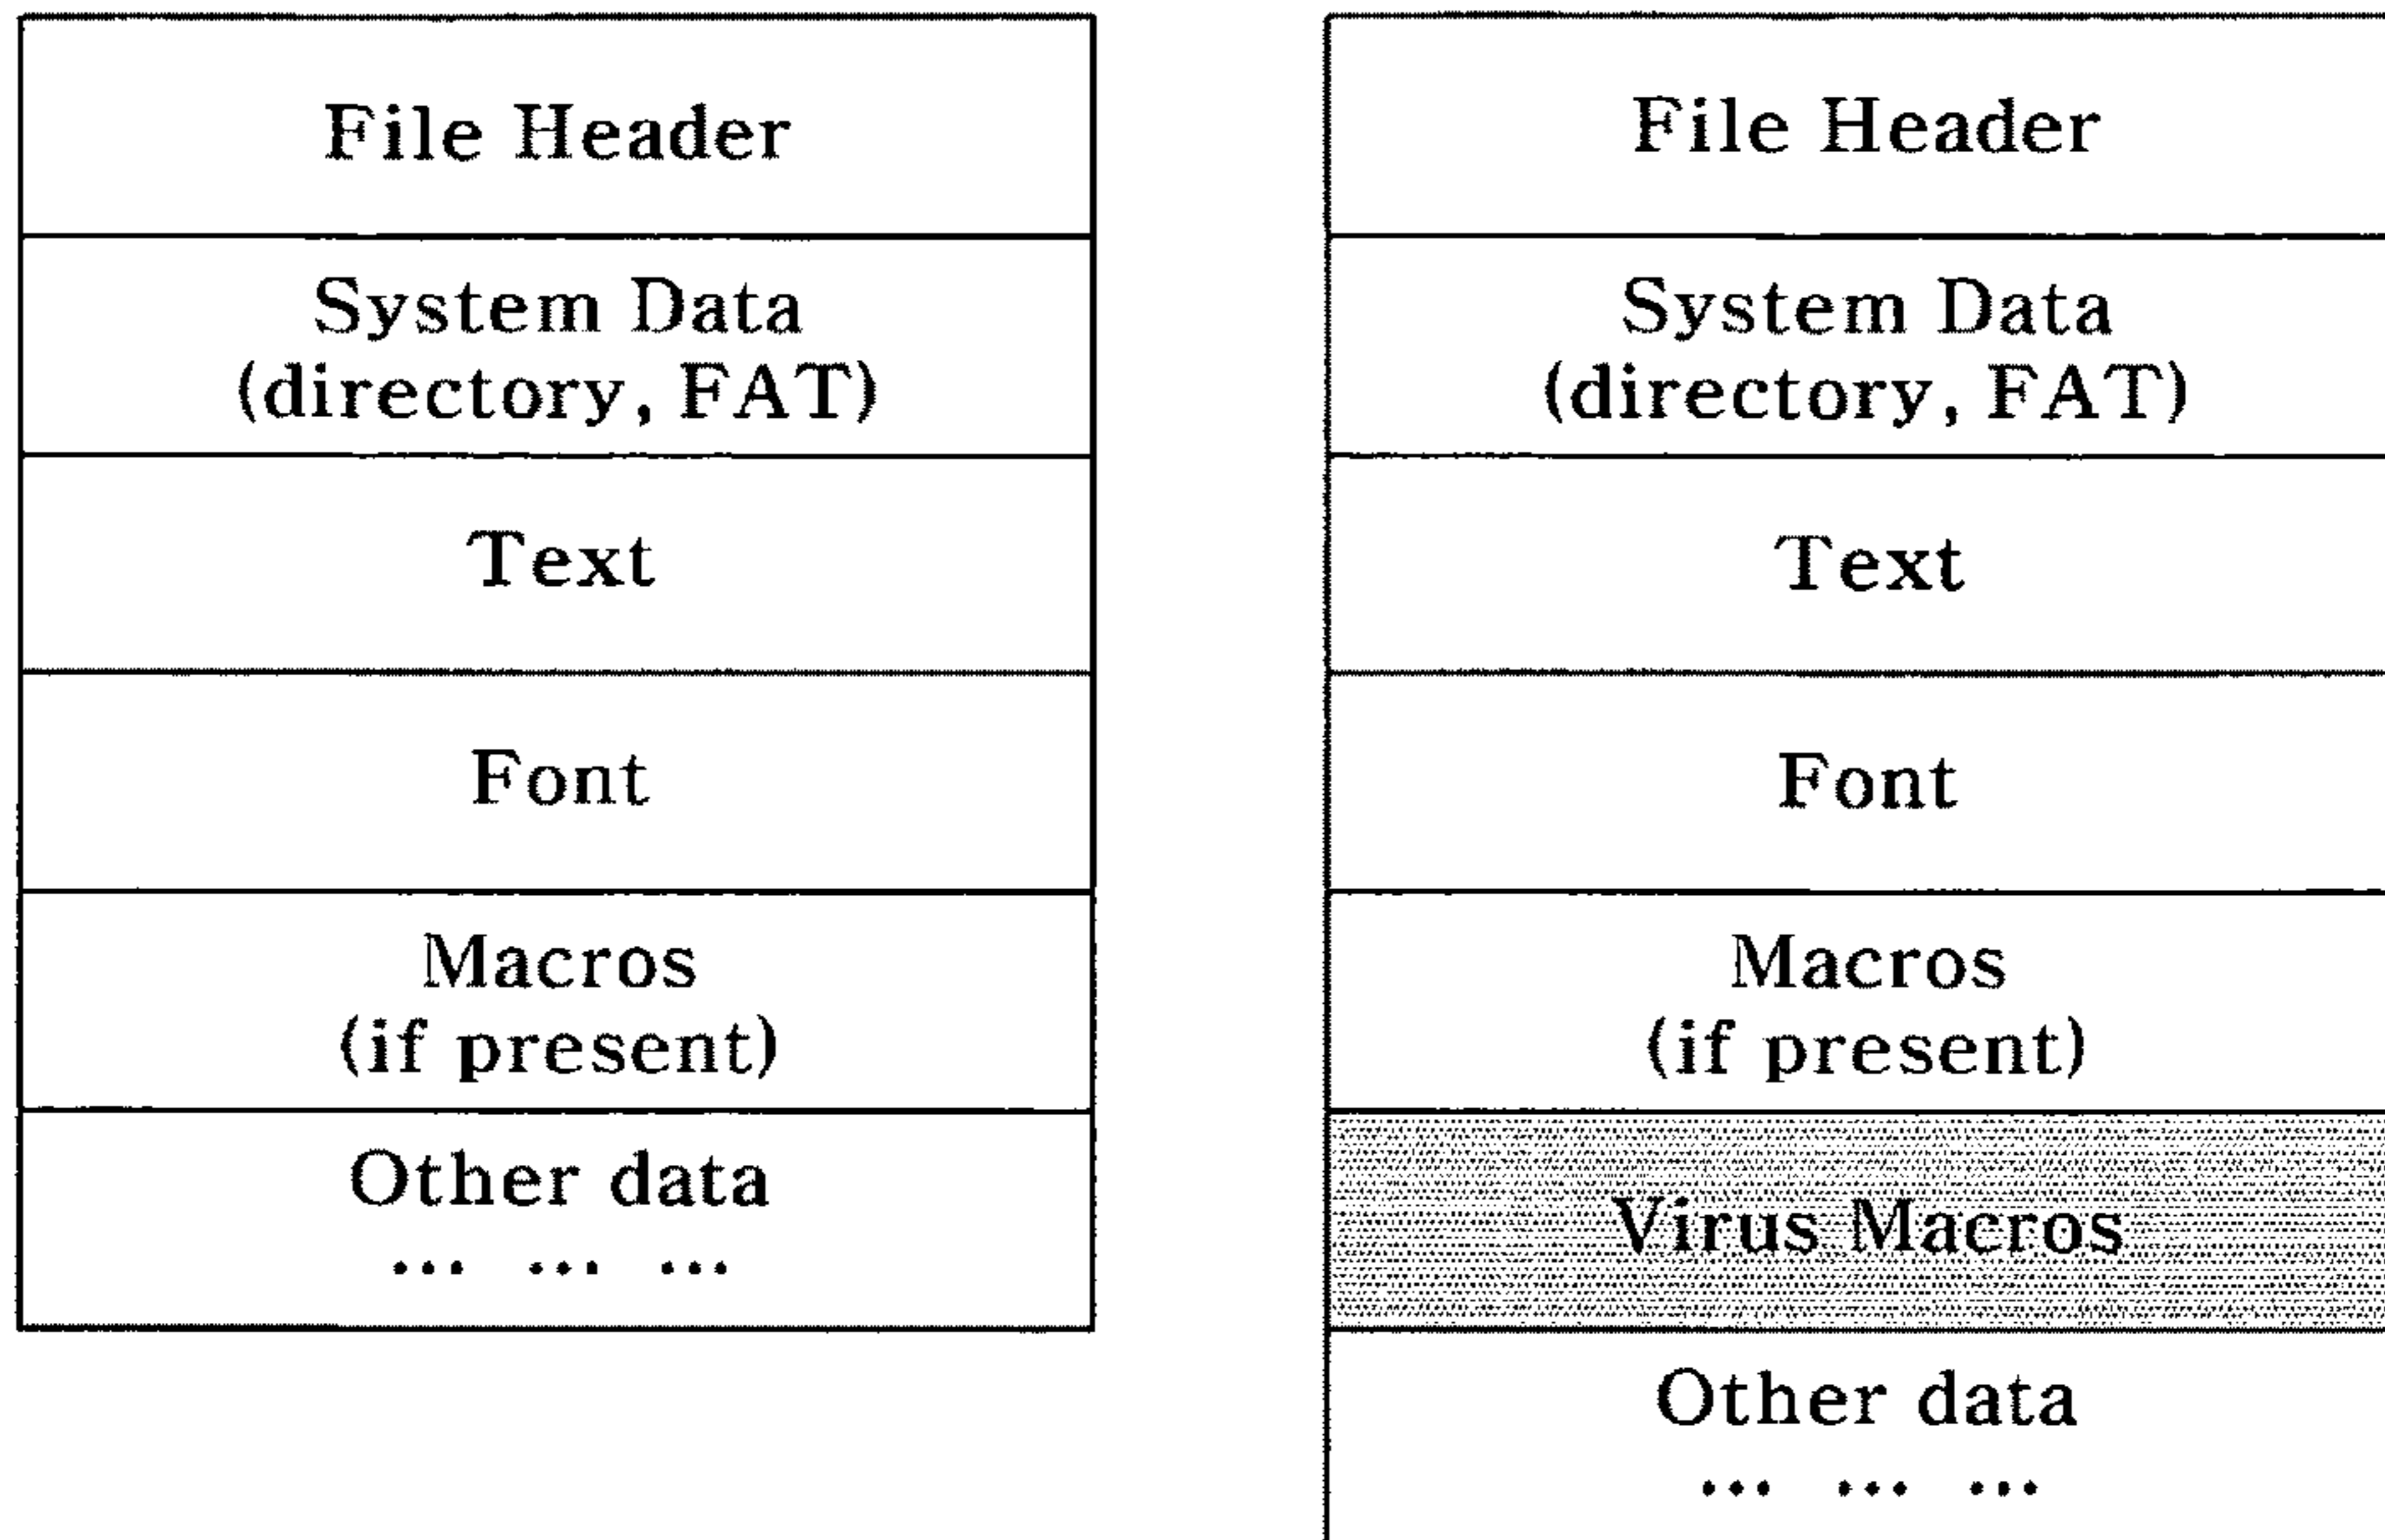 File Header
System Data
(directory, FAT)
Text
Font
Macros
(if present)
Other data
... ... ...
File Header
System Data
(directory, FAT)
Text
Font
Macros
(if present)
Virus Macros
Other data
... ... ...